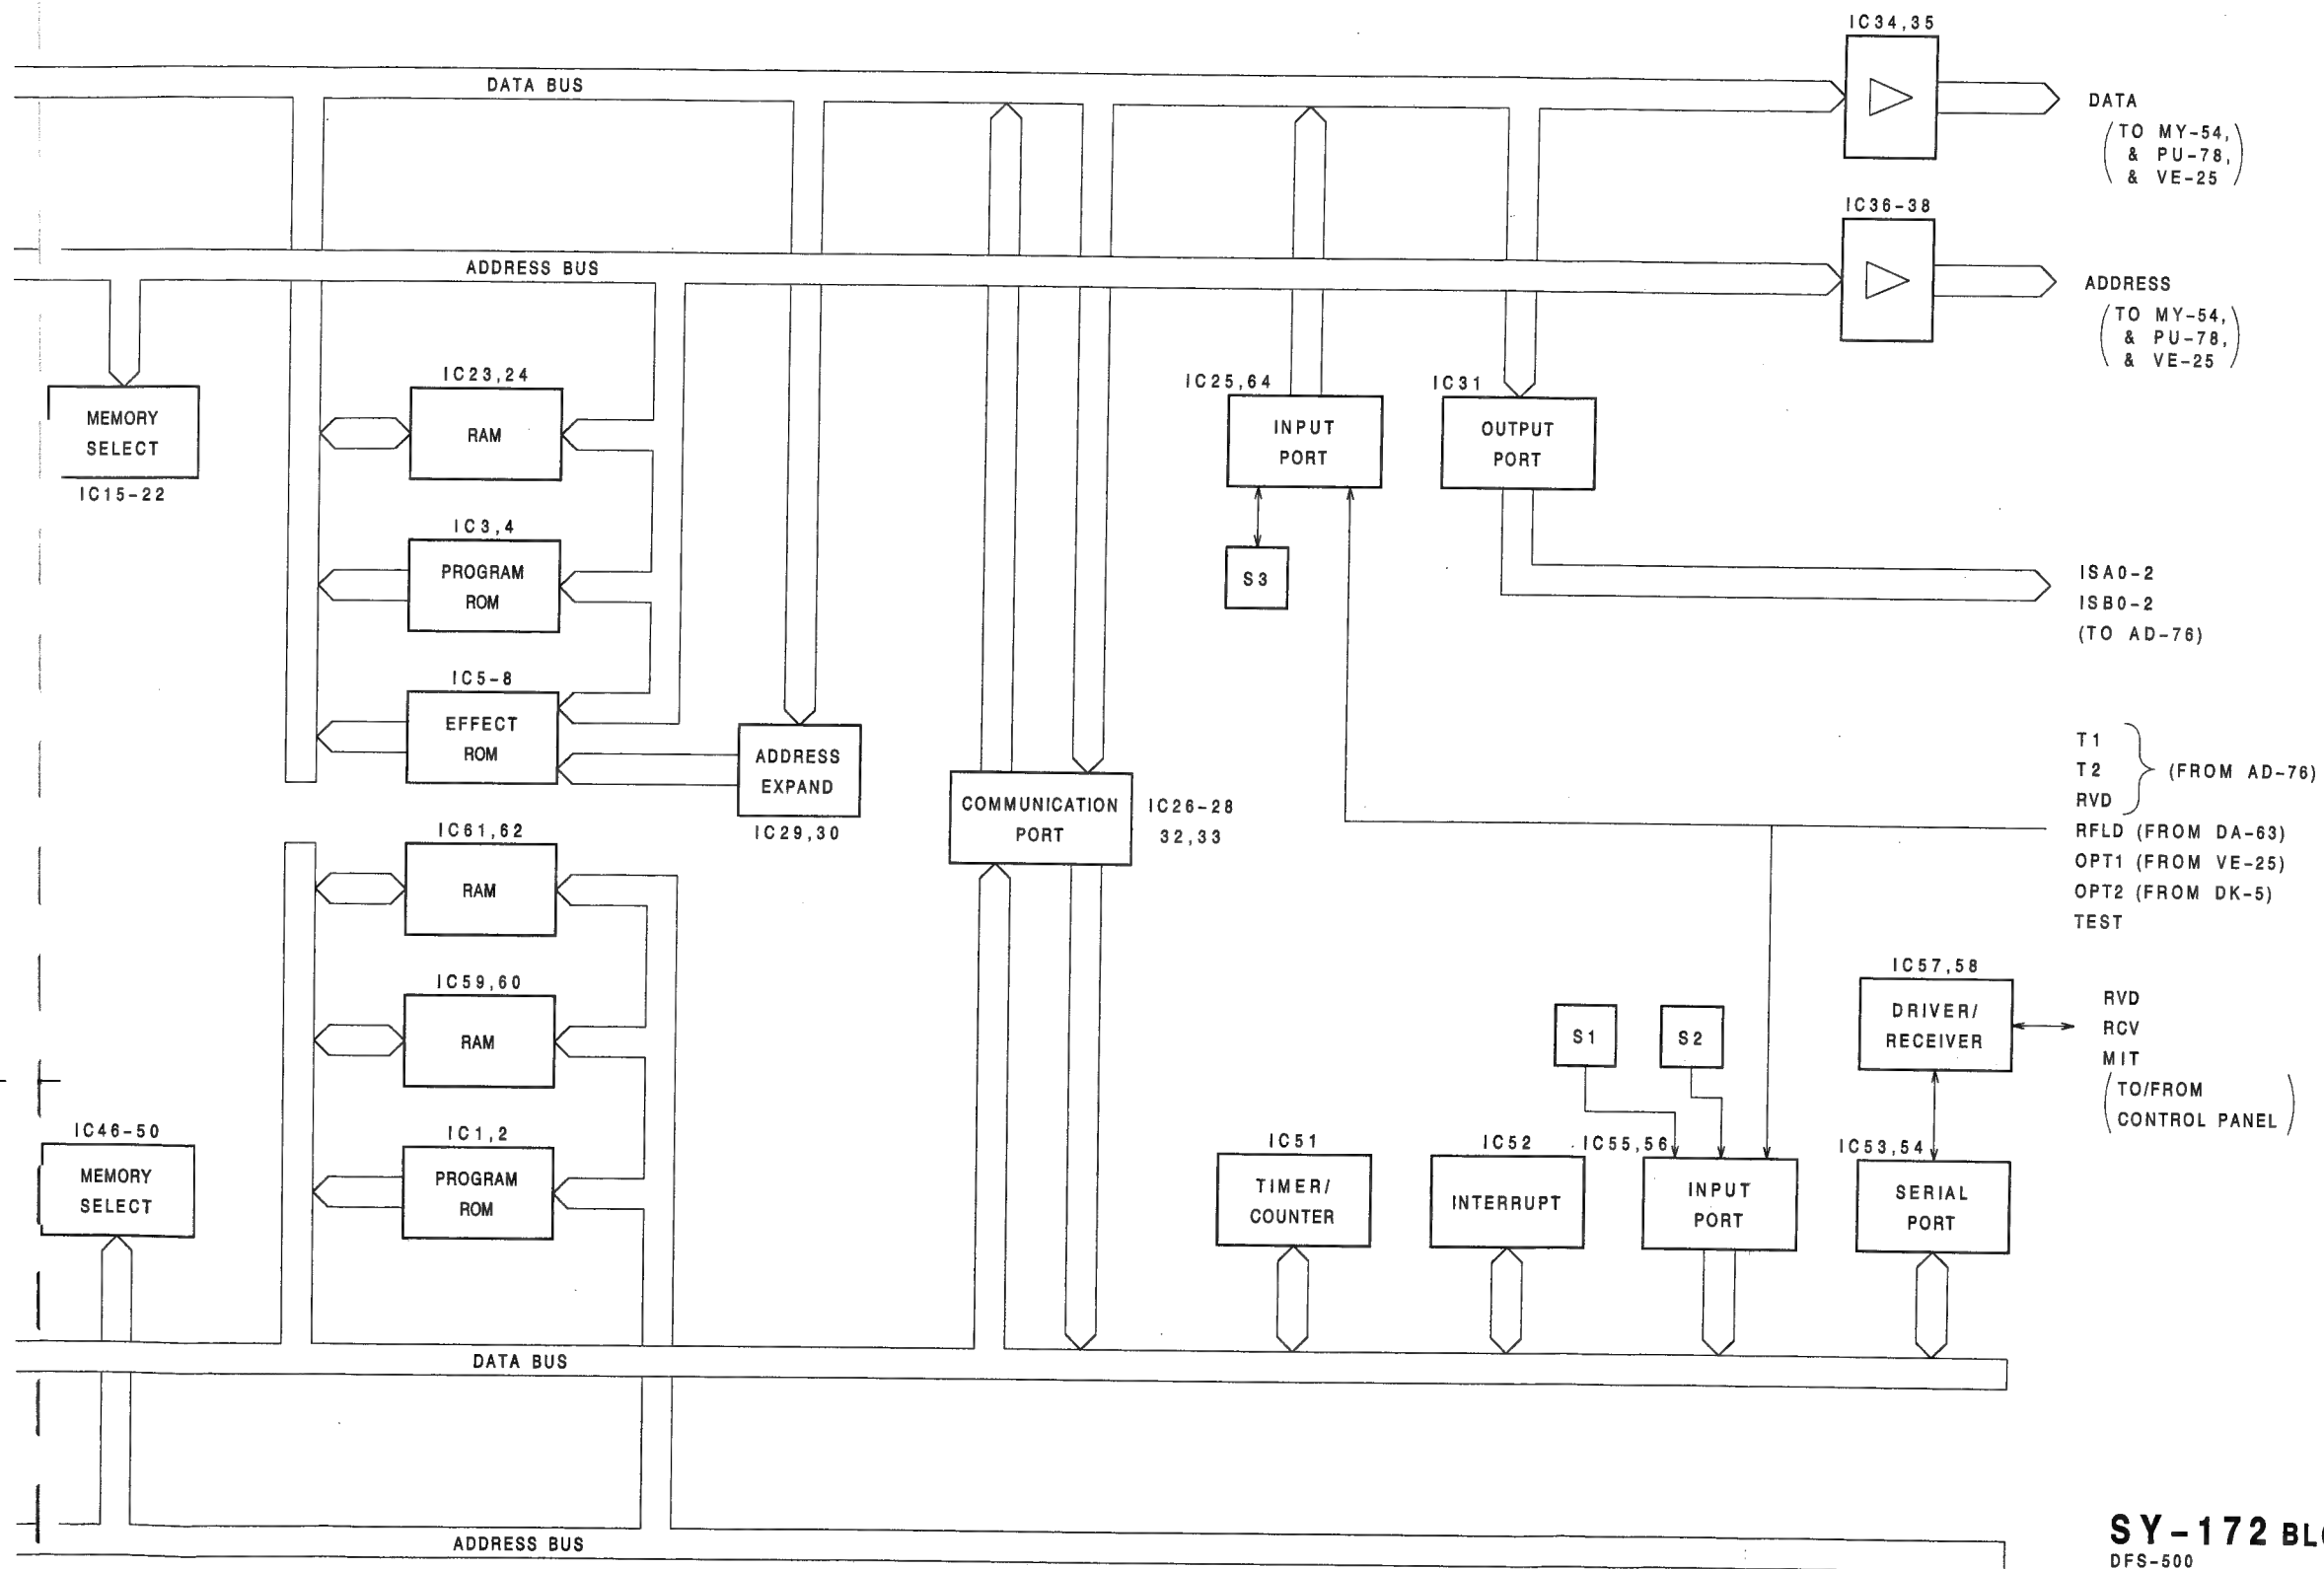 IC34,35
DATA BUS
DATA
(TO MY-54,
& PU-78,
& VE-25)
IC36-38
ADDRESS BUS
ADDRESS
(TO MY-54,
& PU-78,
& VE-25)
IC23,24
RAM
IC25,64
INPUT
PORT
IC31
OUTPUT
PORT
MEMORY
SELECT
IC15-22
IC3,4
PROGRAM
ROM
S3
ISA0-2
ISB0-2
(TO AD-76)
IC5-8
EFFECT
ROM
ADDRESS
EXPAND
IC29,30
COMMUNICATION
PORT
IC26-28
32,33
T1
T2
RVD
(FROM AD-76)
RFLD (FROM DA-63)
OPT1 (FROM VE-25)
OPT2 (FROM DK-5)
TEST
IC61,62
RAM
IC59,60
RAM
S1
S2
IC57,58
DRIVER/
RECEIVER
RVD
RCV
MIT
(TO/FROM
CONTROL PANEL)
IC46-50
MEMORY
SELECT
IC1,2
PROGRAM
ROM
IC51
TIMER/
COUNTER
IC52
INTERRUPT
IC55,56
INPUT
PORT
IC53,54
SERIAL
PORT
DATA BUS
ADDRESS BUS
SY-172
DFS-500